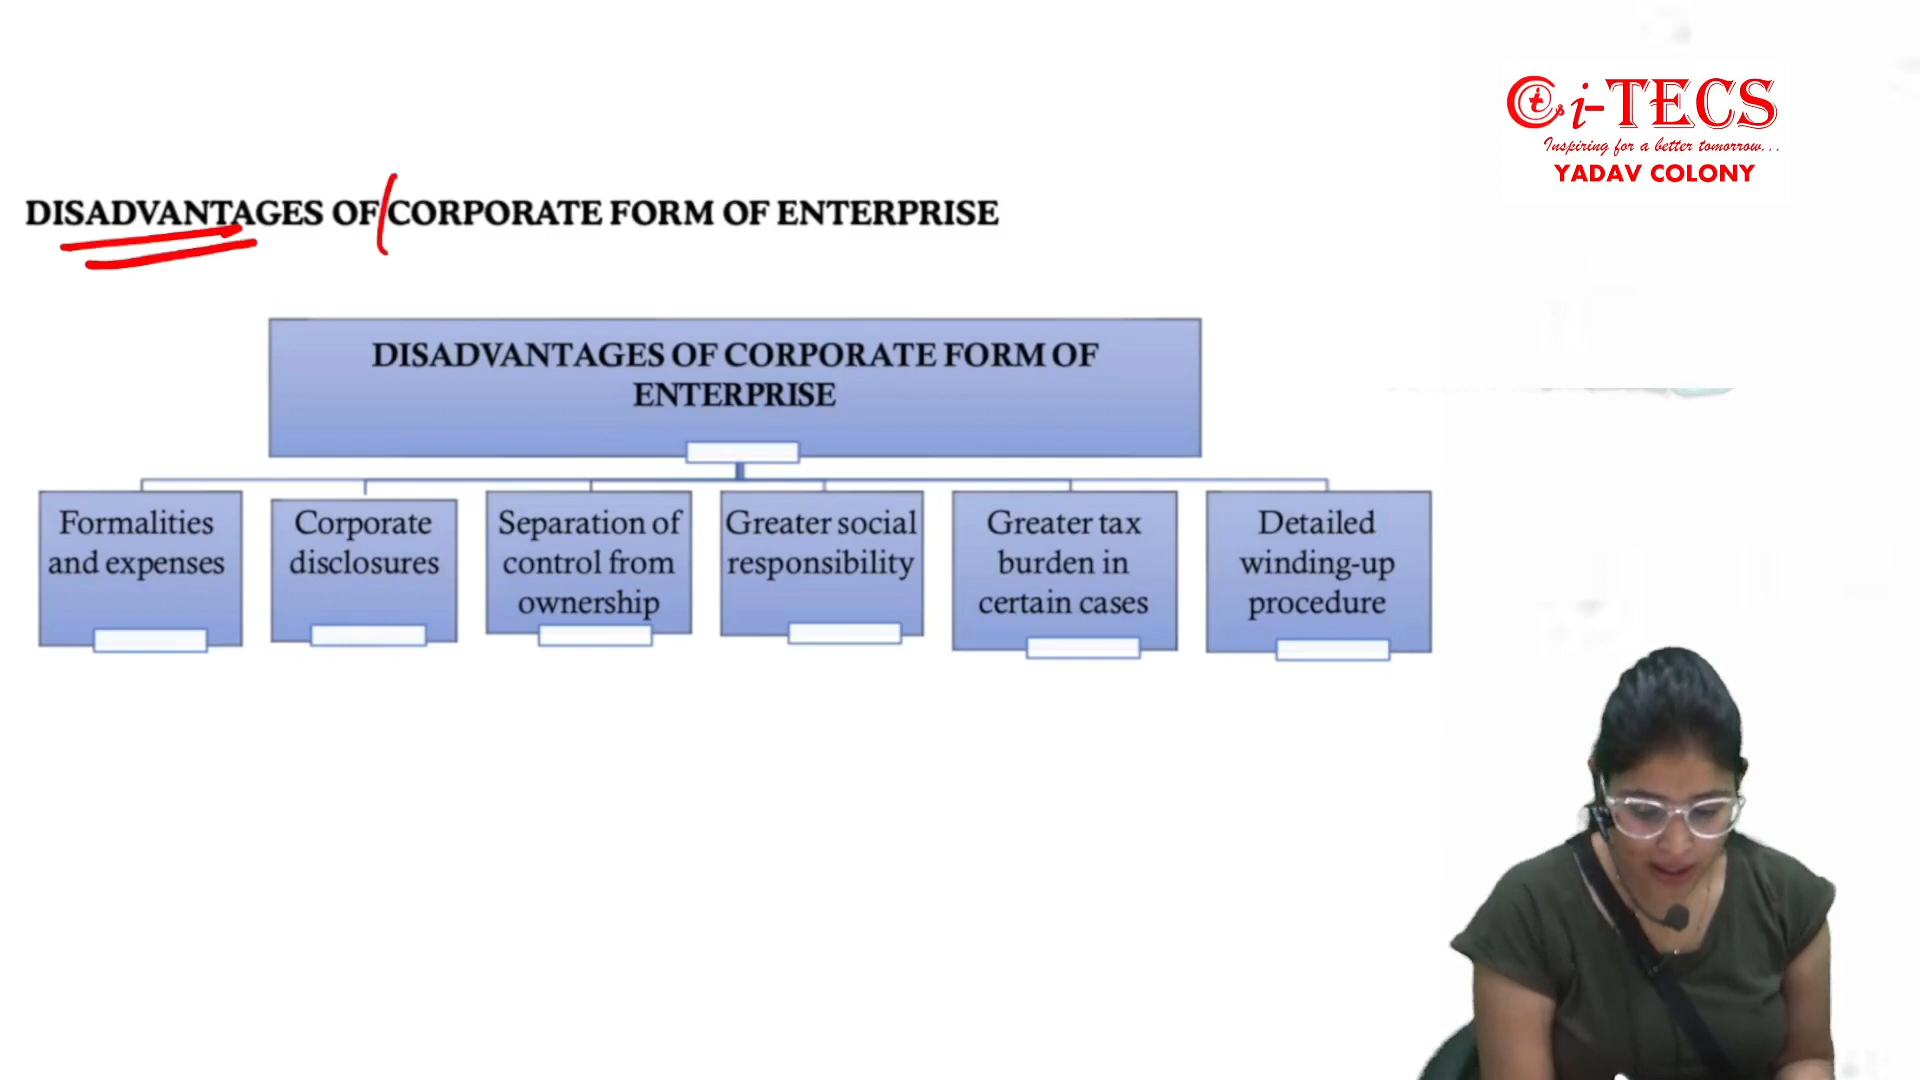 i-TECS
Inspiring for a better tomorrow...
YADAV COLONY
DISADVANTAGES OF CORPORATE FORM OF ENTERPRISE
DISADVANTAGES OF CORPORATE FORM OF
ENTERPRISE
Formalities
and expenses
Corporate
disclosures
Separation of
control from
ownership
Greater social
responsibility
Greater tax
burden in
certain cases
Detailed
winding-up
procedure